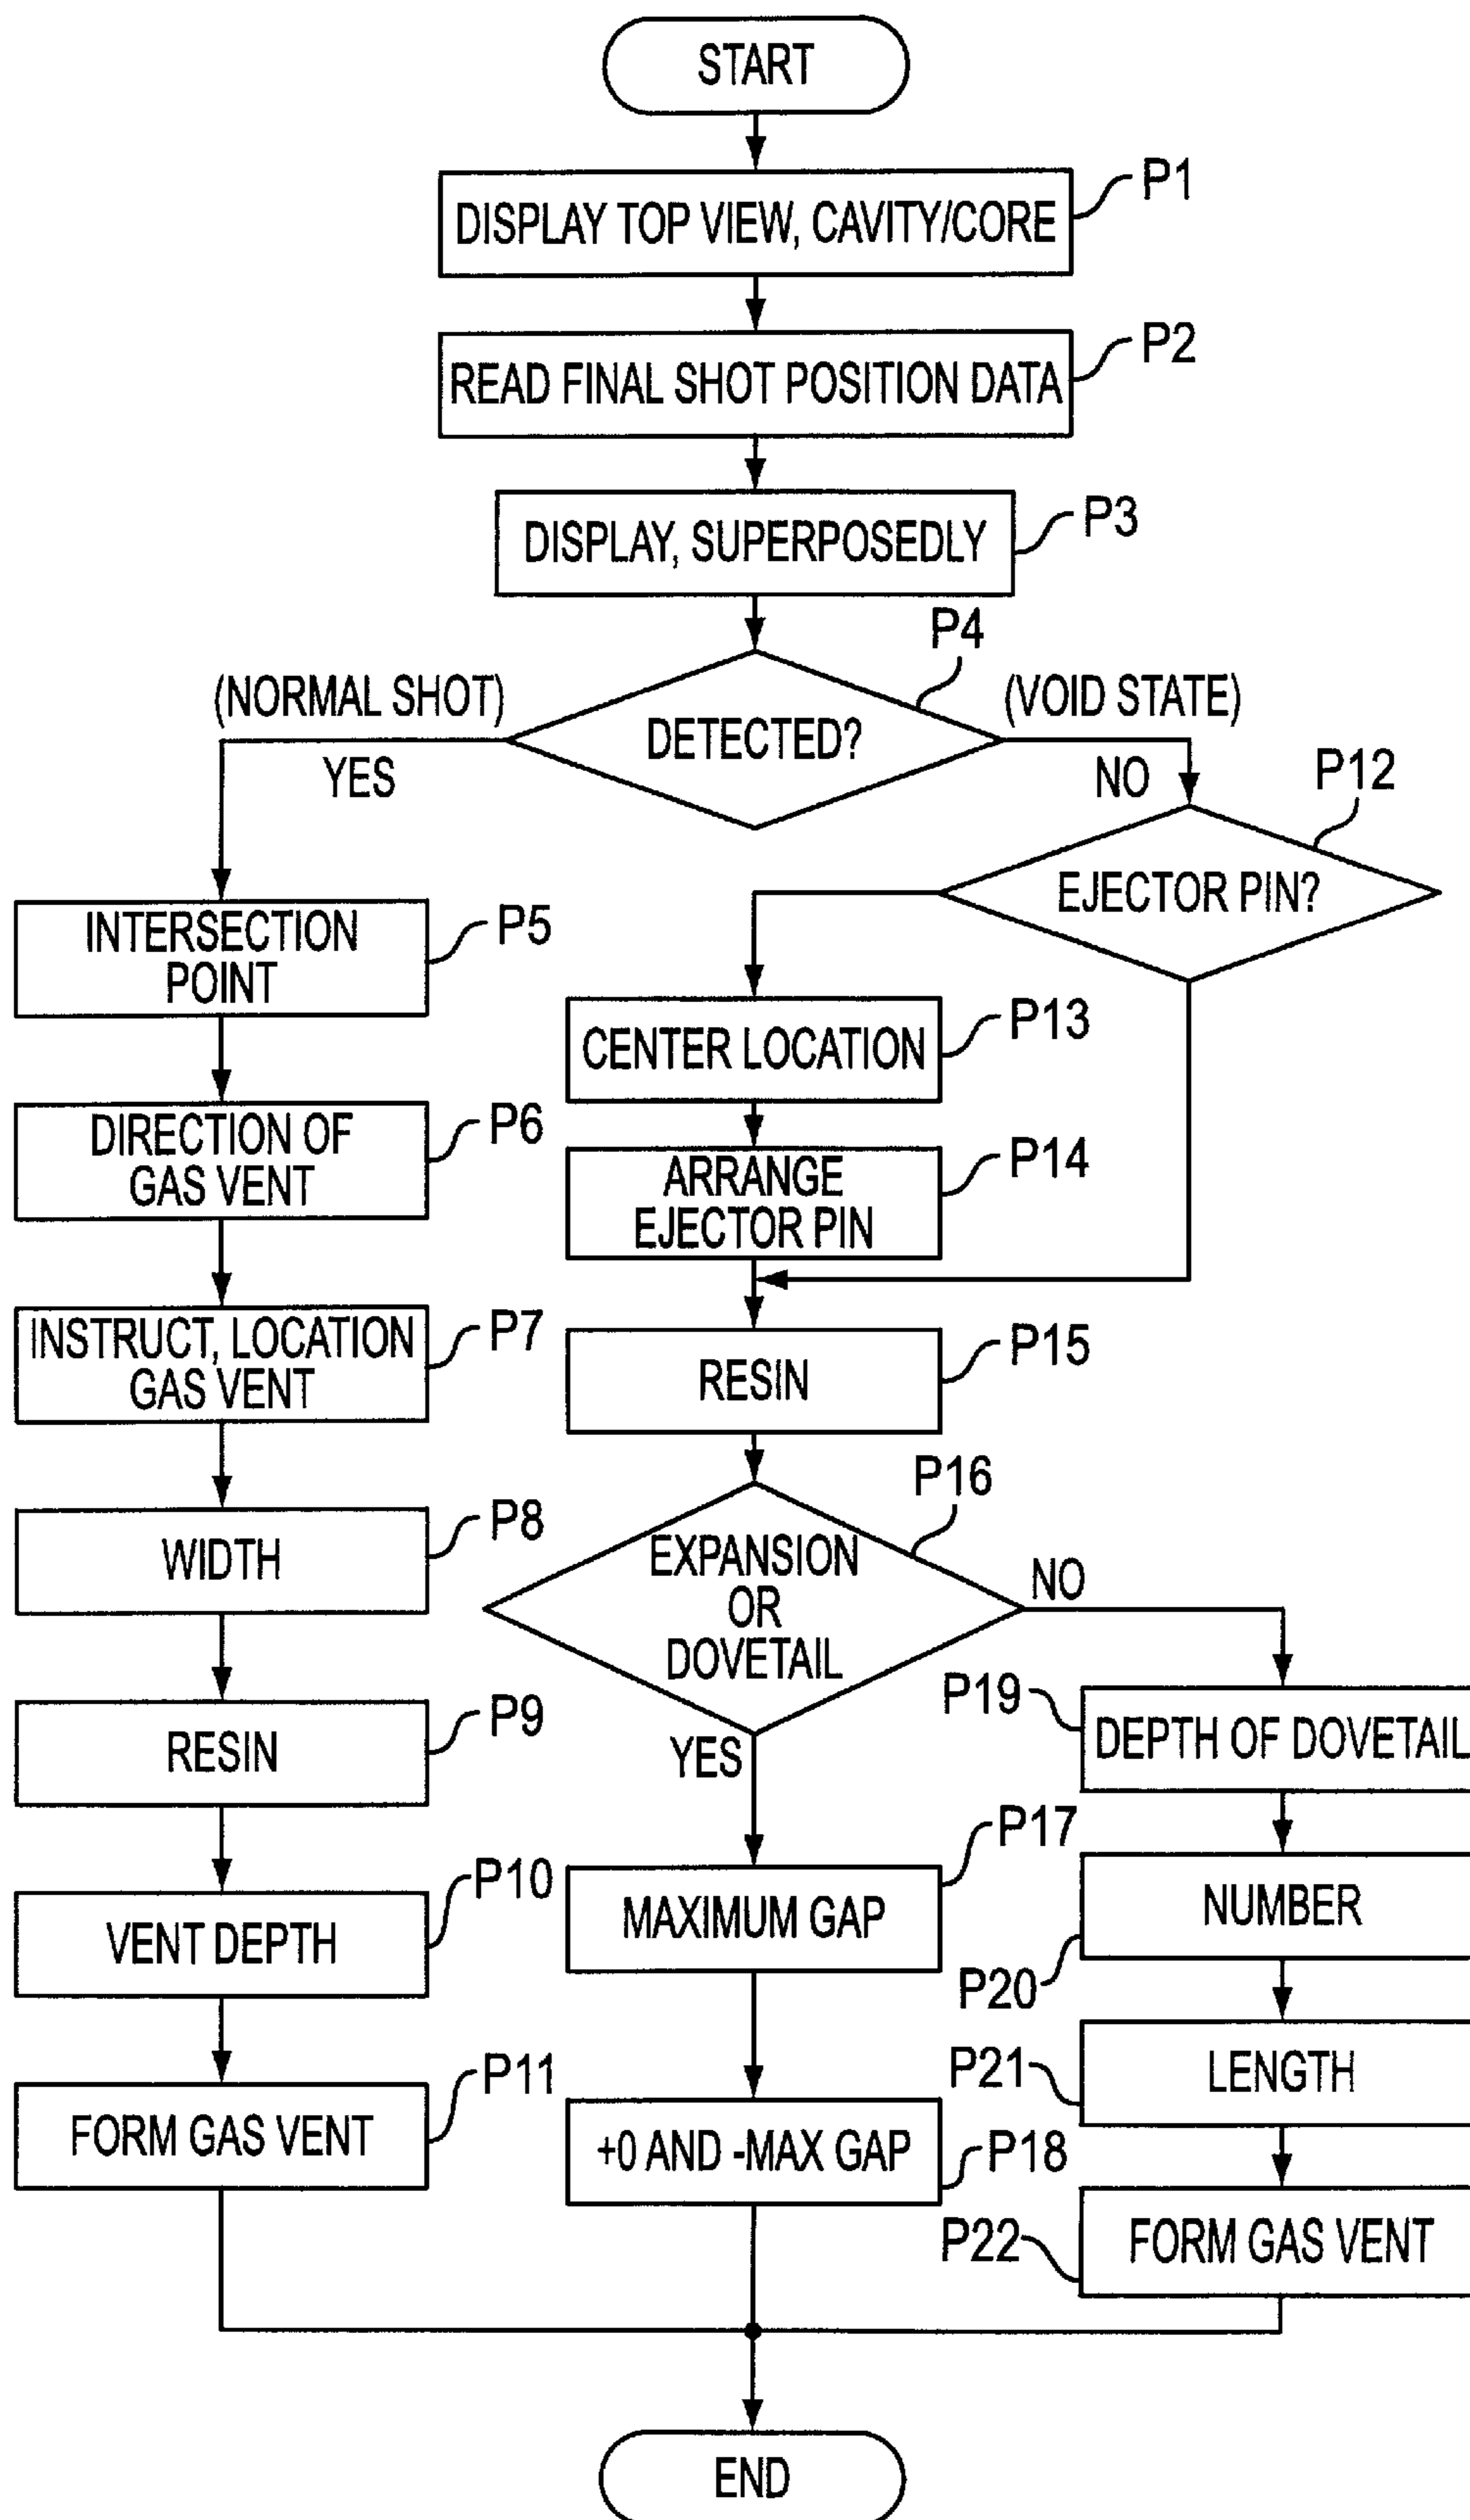 START
DISPLAY TOP VIEW, CAVITY/CORE
P1
READ FINAL SHOT POSITION DATA
P2
DISPLAY, SUPERPOSEDLY
P3
P4
(NORMAL SHOT)
DETECTED?
(VOID STATE)
YES
NO
P12
EJECTOR PIN?
INTERSECTION
POINT
P5
DIRECTION OF
GAS VENT
P6
INSTRUCT, LOCATION
GAS VENT
P7
WIDTH
P8
RESIN
P9
VENT DEPTH
P10
FORM GAS VENT
P11
CENTER LOCATION
P13
ARRANGE
EJECTOR PIN
P14
RESIN
P15
P16
EXPANSION
OR
DOVETAIL
NO
YES
MAXIMUM GAP
P17
+0 AND -MAX GAP
P18
P19
DEPTH OF DOVETAIL
NUMBER
P20
P21
LENGTH
P22
FORM GAS VENT
END